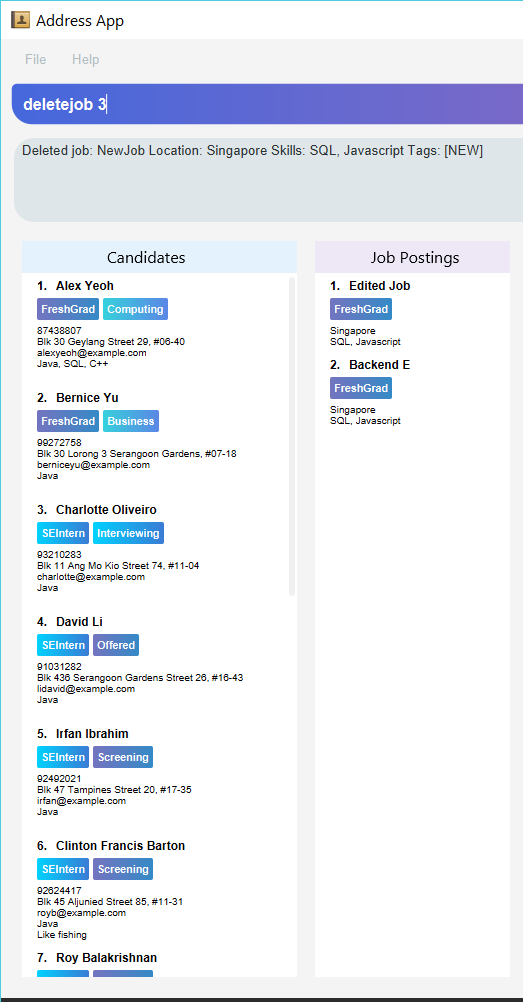 Address App
File Help
deletejob 3
Deleted job: NewJob Location: Singapore Skills: SQL, Javascript Tags: [NEW]
Candidates
1. Alex Yeoh
FreshGrad Computing
87438807
Blk 30 Geylang Street 29, #06-40
alexyeoh@example.com
Java, SQL, C++
2. Bernice Yu
FreshGrad Business
99272758
Blk 30 Lorong 3 Serangoon Gardens, #07-18
berniceyu@example.com
Java
3. Charlotte Oliveiro
SEIntern Interviewing
93210283
Blk 11 Ang Mo Kio Street 74, #11-04
charlotte@example.com
Java
4. David Li
SEIntern Offered
91031282
Blk 436 Serangoon Gardens Street 26, #16-43
lidavid@example.com
Java
5. Irfan Ibrahim
SEIntern Screening
92492021
Blk 47 Tampines Street 20, #17-35
irfan@example.com
Java
6. Clinton Francis Barton
SEIntern Screening
92624417
Blk 45 Aljunied Street 85, #11-31
royb@example.com
Java
Like fishing
7. Roy Balakrishnan
Job Postings
1. Edited Job
FreshGrad
Singapore
SQL, Javascript
2. Backend E
FreshGrad
Singapore
SQL, Javascript